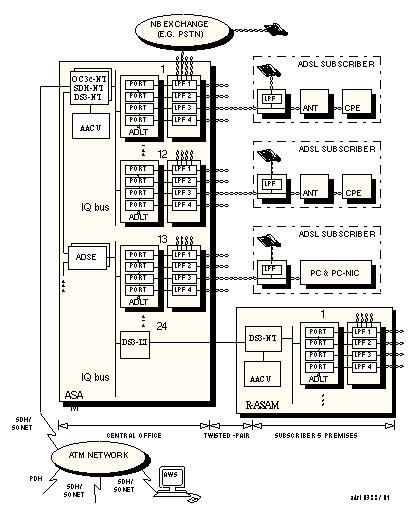 NB EXCHANGE
(E.G. PSTN)
1
OC3c-NT
SDH-NT
DS3-NT
AACU
PORT
PORT
PORT
PORT
ADLT
LPF 1
LPF 2
LPF 3
LPF 4
ADSL SUBSCRIBER
LPF
ANT
CPE
12
PORT
PORT
PORT
PORT
ADLT
LPF 1
LPF 2
LPF 3
LPF 4
IQ bus
ADSL SUBSCRIBER
LPF
ANT
CPE
13
ADSE
PORT
PORT
PORT
PORT
ADLT
LPF 1
LPF 2
LPF 3
LPF 4
ADSL SUBSCRIBER
LPF
PC & PC-NIC
24
DS3-LT
IQ bus
ASA
M
1
DS3-NT
AACU
PORT
PORT
PORT
PORT
ADLT
LPF 1
LPF 2
LPF 3
LPF 4
R-ASAM
SDH/
SONET
CENTRAL OFFICE
TWISTED-PAIR
SUBSCRIBERS PREMISES
ATM NETWORK
PDH
SDH/
SONET
SDH/
SONET
AWS